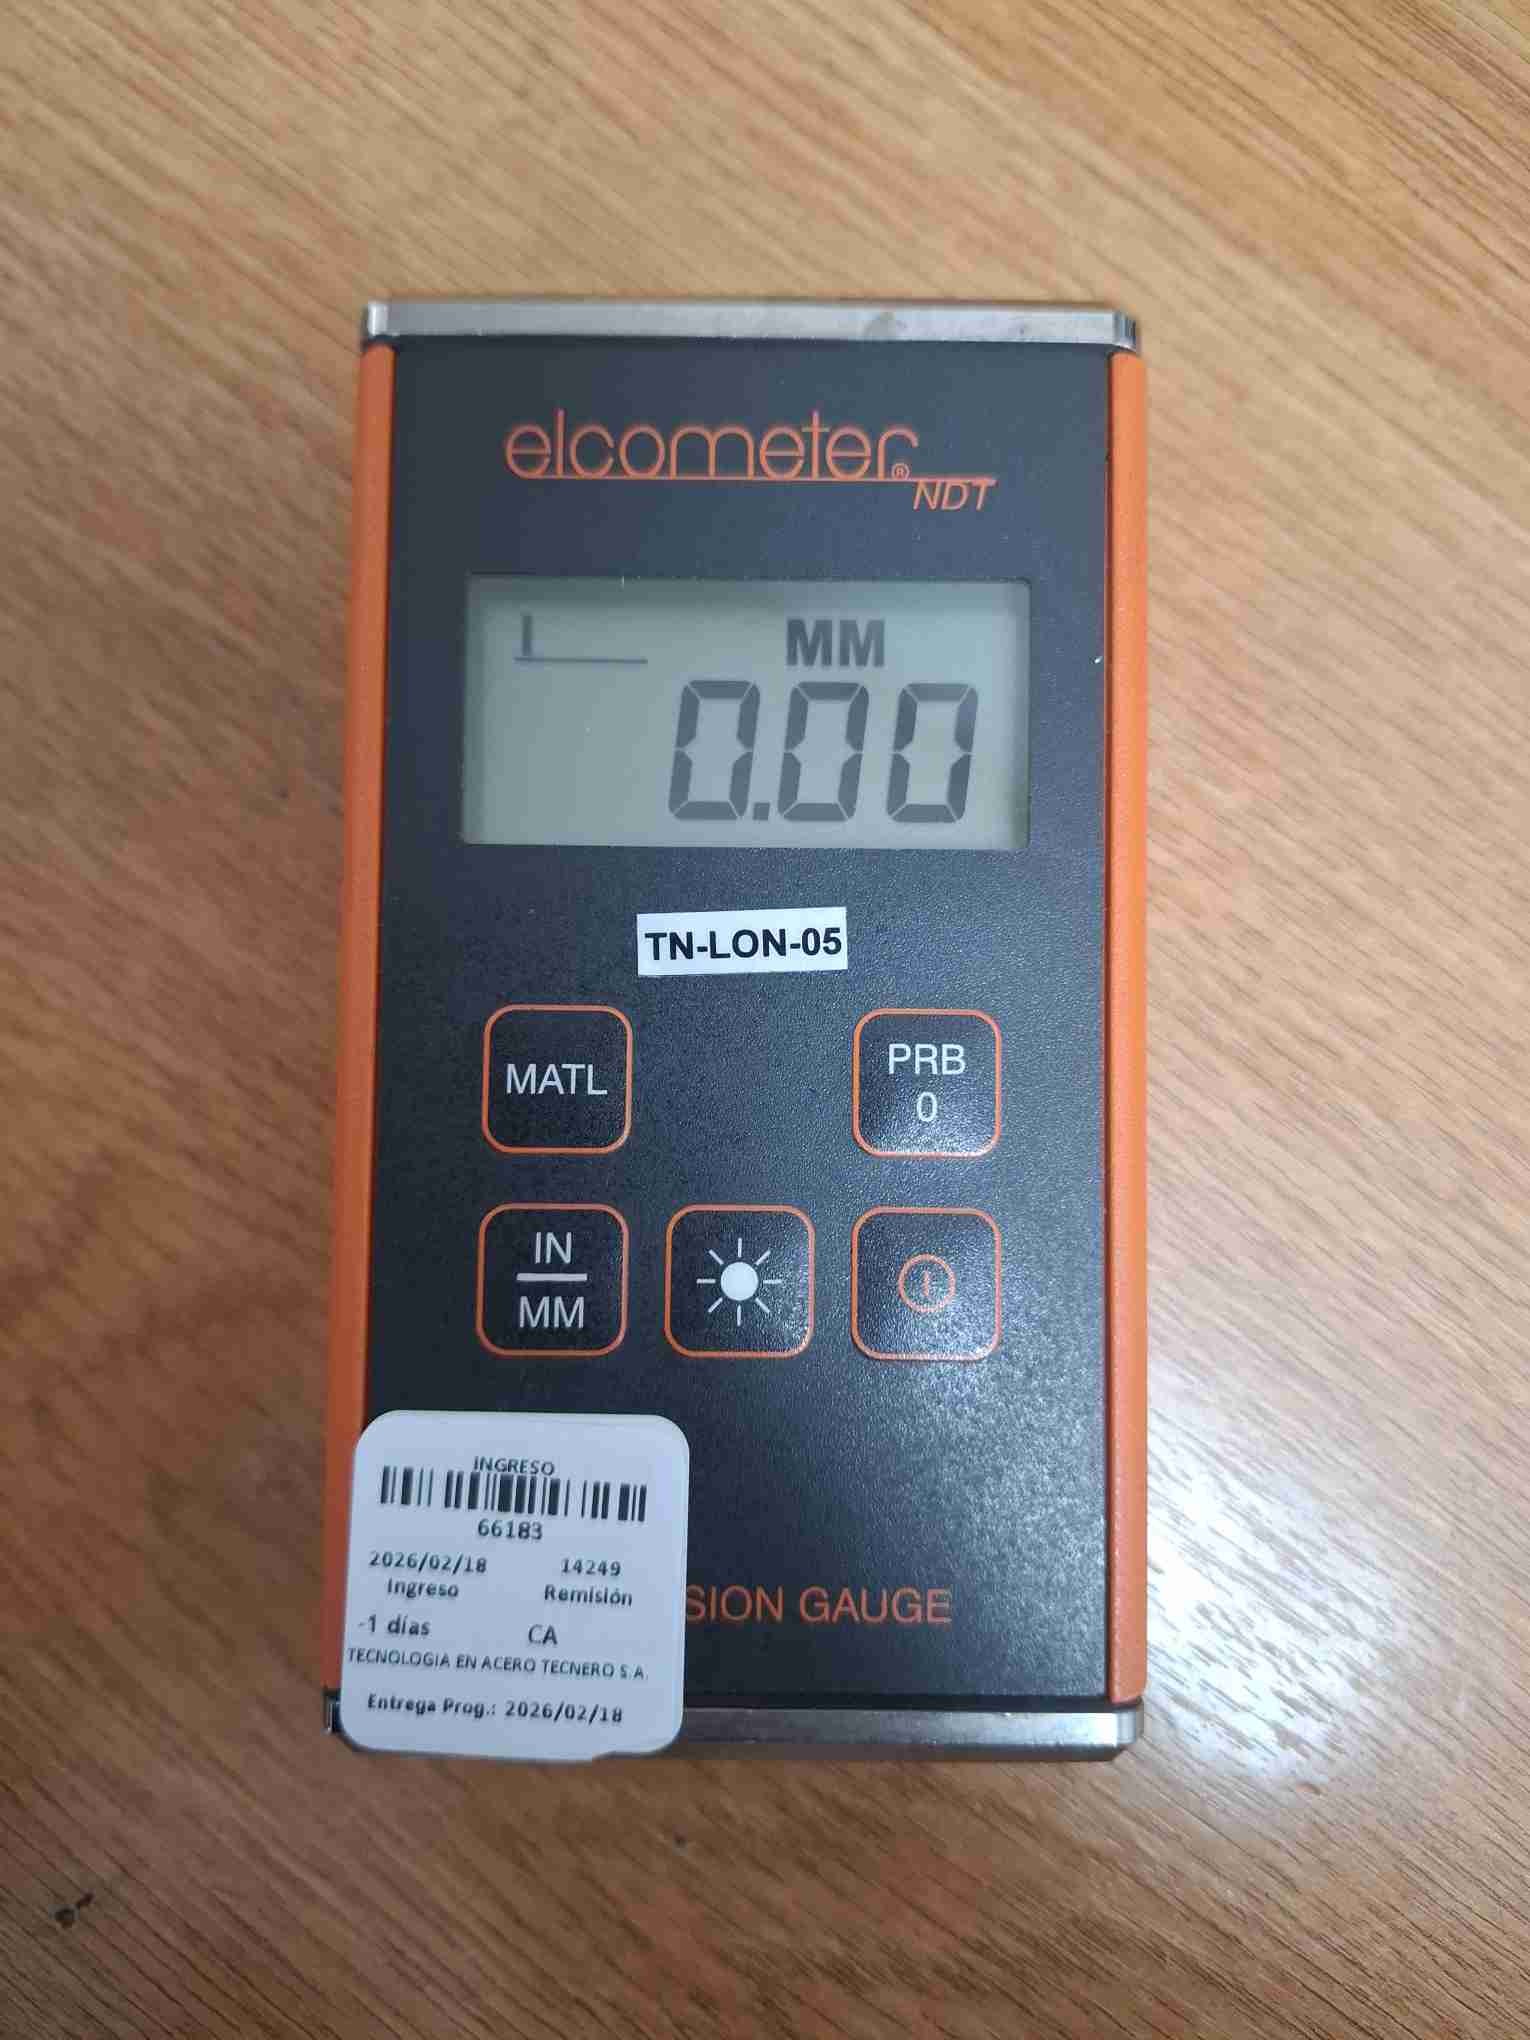 elcometer®
NDT
MM
0.00
TN-LON-05
MATL
PRB
0
IN
MM
INGRESO
66183
2026/02/18 14249
Ingreso Remisión
-1 días CA
TECNOLOGIA EN ACERO TECNERO S.A.
Entrega Prog.: 2026/02/18
SION GAUGE